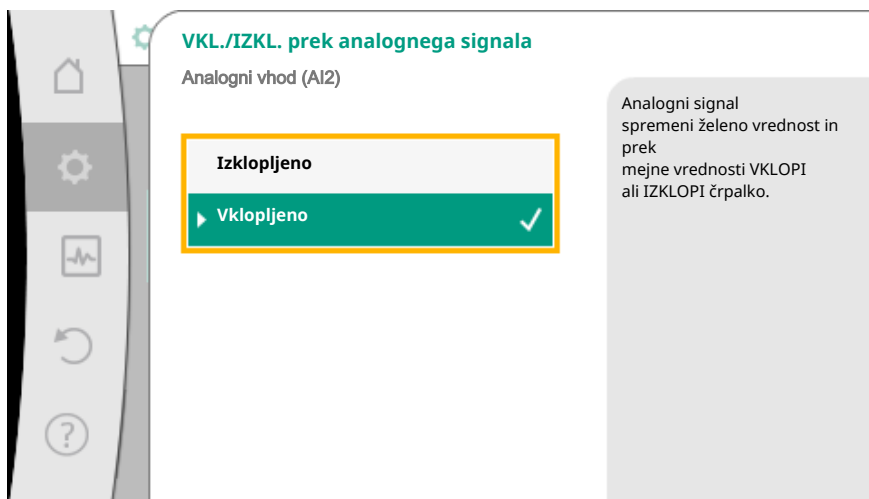 VKL./IZKL. prek analognega signala
Analogni vhod (AI2)
Izklopljeno
Vklopljeno
Analogni signal
spremeni želeno vrednost in
prek
mejne vrednosti VKLOPI
ali IZKLOPI črpalko.
?